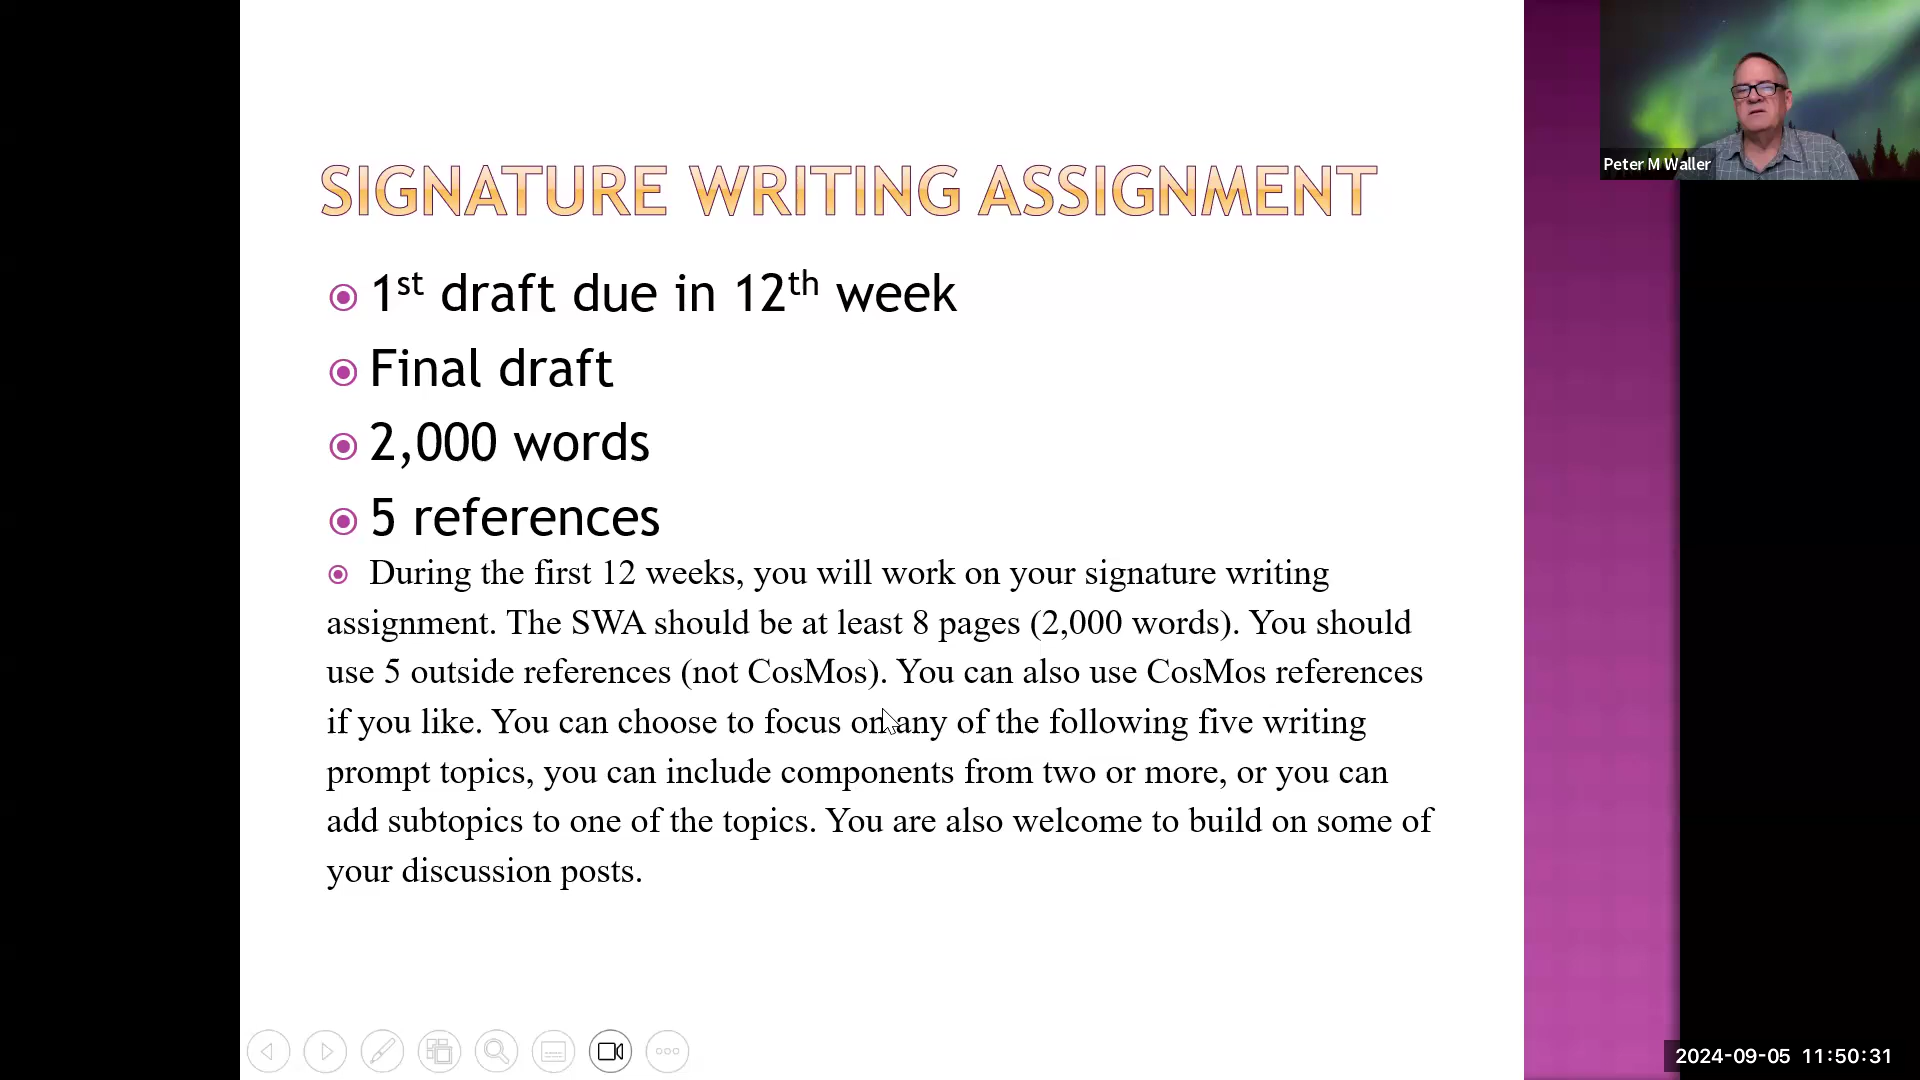 SIGNATURE WRITING ASSIGNMENT
1st draft due in 12th week
Final draft
2,000 words
5 references
During the first 12 weeks, you will work on your signature writing
assignment. The SWA should be at least 8 pages (2,000 words). You should
use 5 outside references (not CosMos). You can also use CosMos references
if you like. You can choose to focus on any of the following five writing
prompt topics, you can include components from two or more, or you can
add subtopics to one of the topics. You are also welcome to build on some of
your discussion posts.
Peter M Waller
2024-09-05 11:50:31